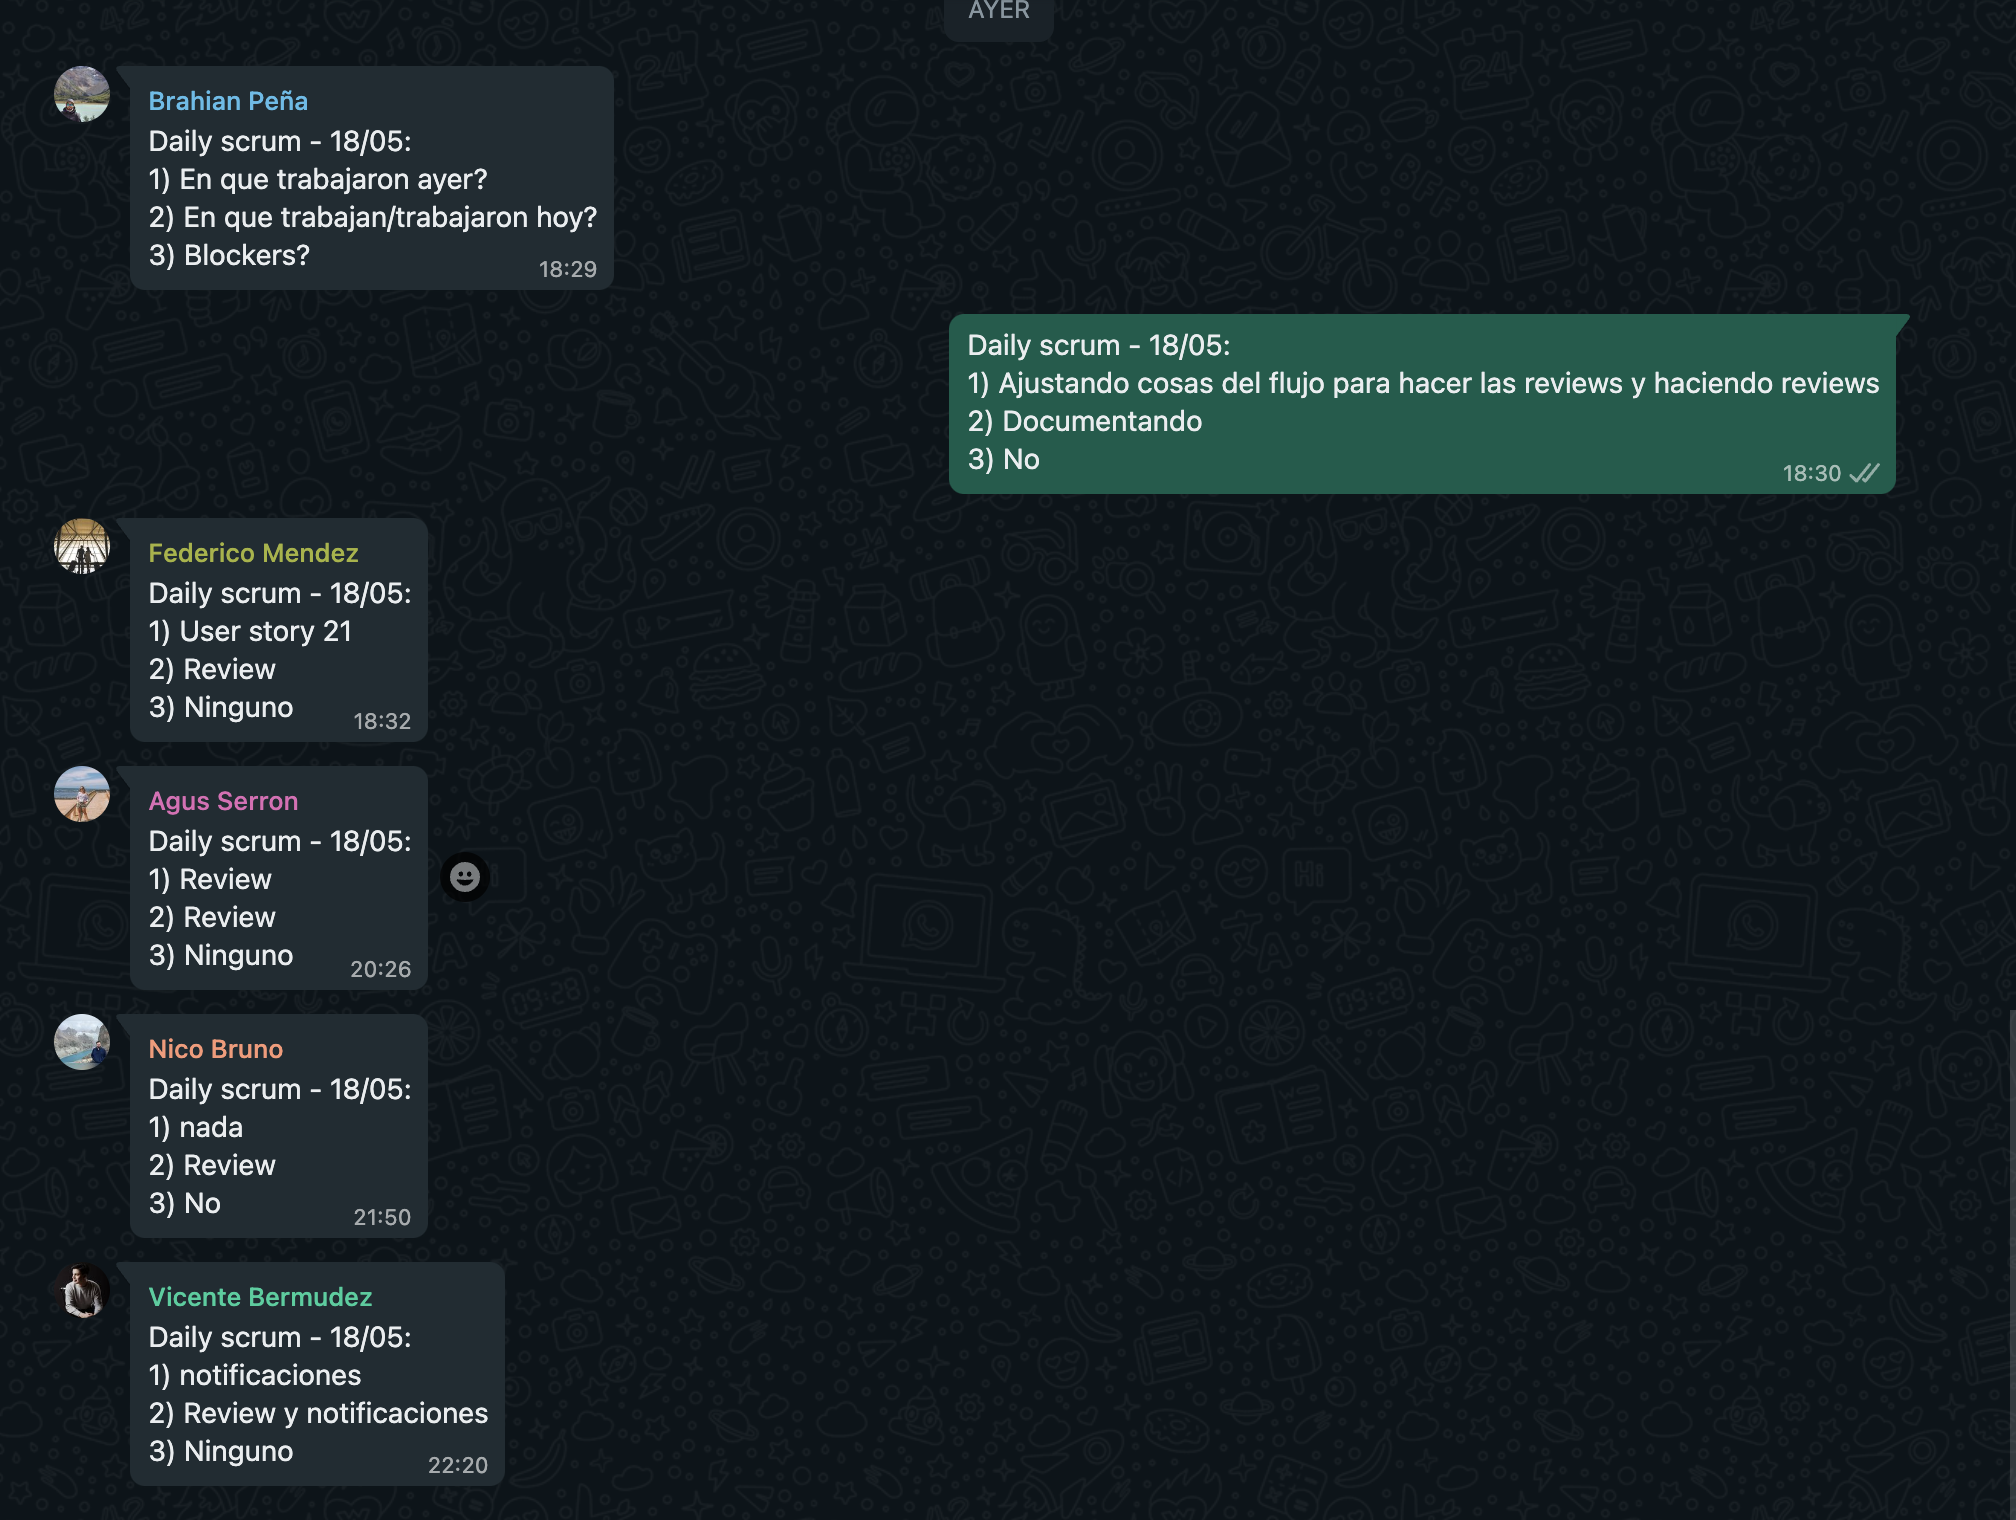 AYER
Brahian Peña
Daily scrum - 18/05:
1) En que trabajaron ayer?
2) En que trabajan/trabajaron hoy?
3) Blockers?
18:29
Daily scrum - 18/05:
1) Ajustando cosas del flujo para hacer las reviews y haciendo reviews
2) Documentando
3) No
18:30
Federico Mendez
Daily scrum - 18/05:
1) User story 21
2) Review
3) Ninguno
18:32
Agus Serron
Daily scrum - 18/05:
1) Review
2) Review
3) Ninguno
20:26
Nico Bruno
Daily scrum - 18/05:
1) nada
2) Review
3) No
21:50
Vicente Bermudez
Daily scrum - 18/05:
1) notificaciones
2) Review y notificaciones
3) Ninguno
22:20